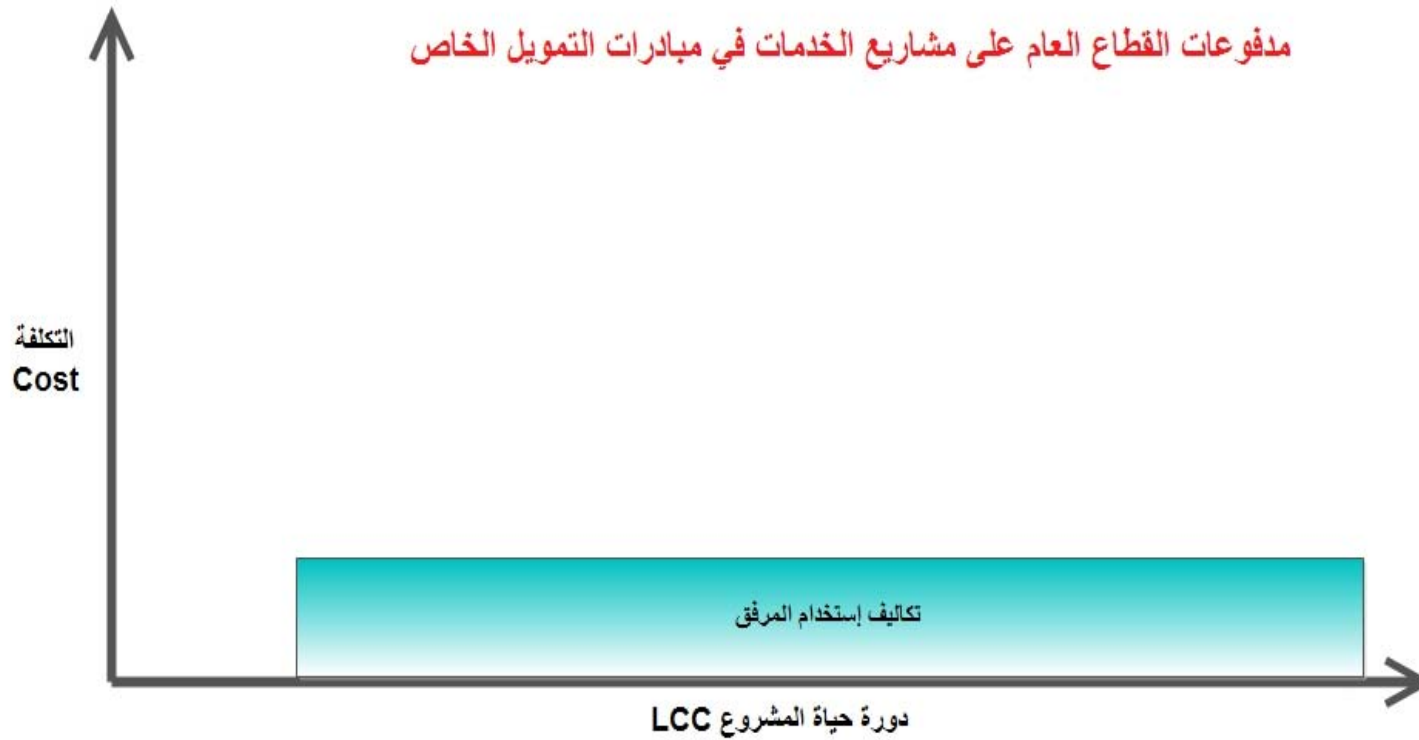 مدفوعات القطاع العام على مشاريع الخدمات في مبادرات التمويل الخاص
التكلفة
Cost
تكاليف إستخدام المرفق
دورة حياة المشروع LCC